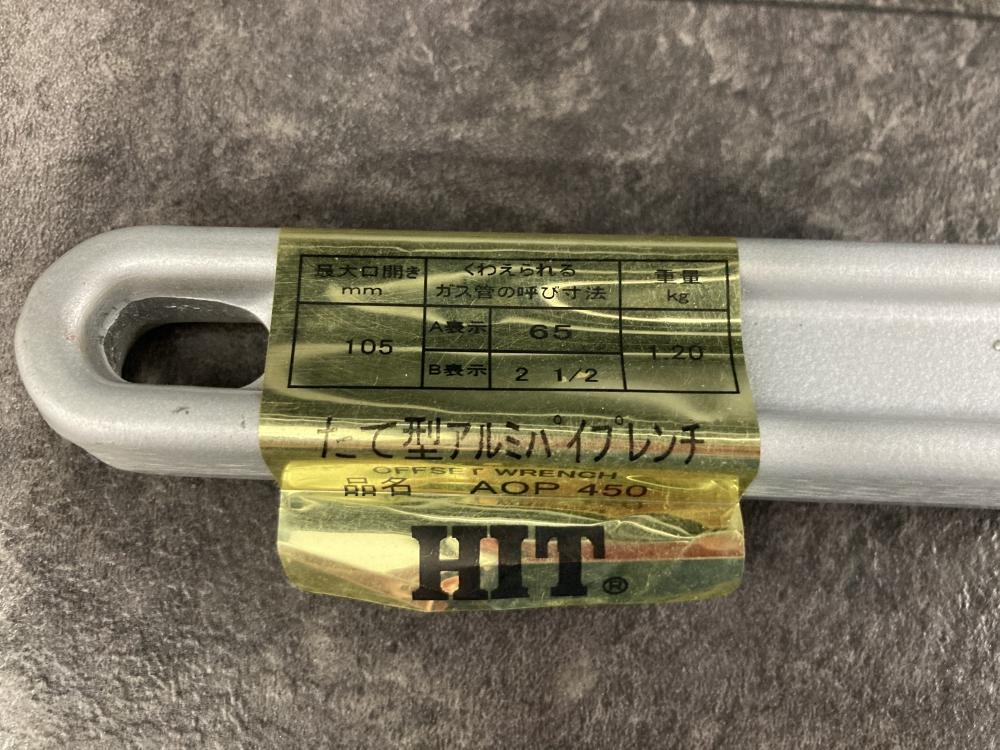 最大口開き mm
くわえられる
ガス管の呼び寸法
重量 kg
105
A表示 65
B表示 2 1/2
1.20
たて型アルミパイプレンチ
OFFSET WRENCH
品名 AOP 450
HIT®